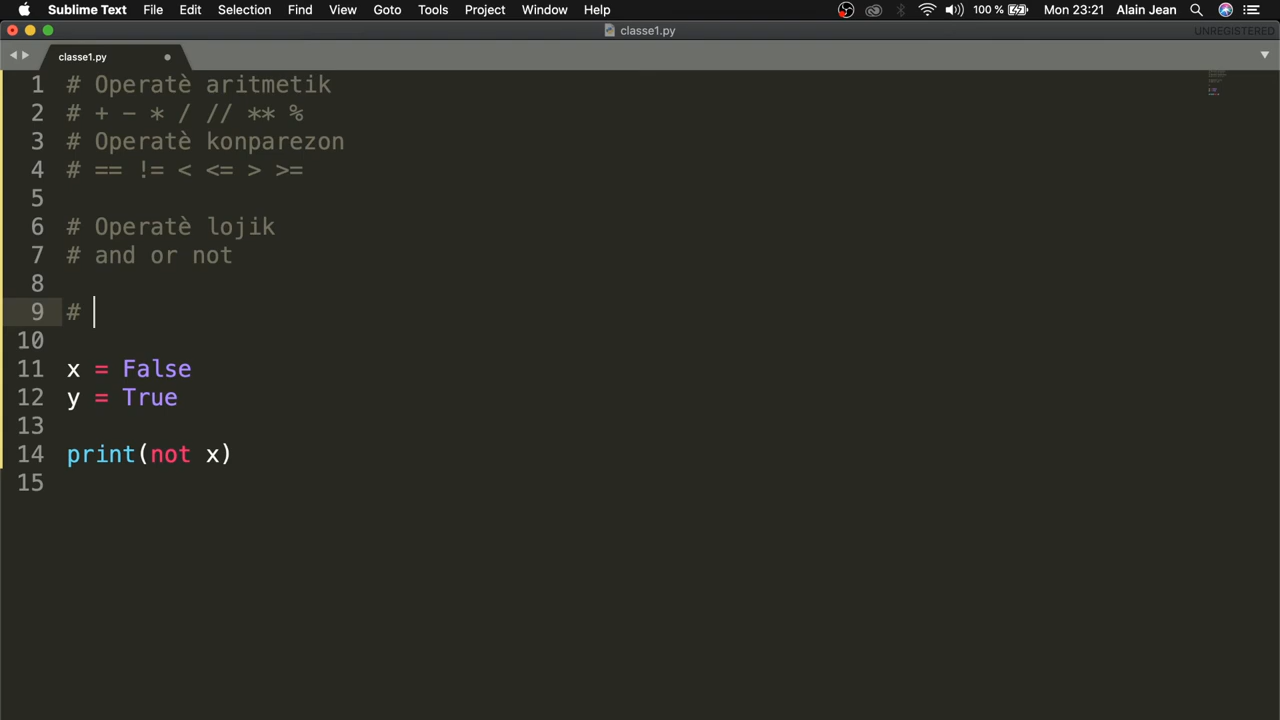 Sublime Text File Edit Selection Find View Goto Tools Project Window Help 100 % Mon 23:21 Alain Jean
classe1.py UNREGISTERED
classe1.py
1 # Operatè aritmetik
2 # + - * / // ** %
3 # Operatè konparezon
4 # == != < <= > >=
5
6 # Operatè lojik
7 # and or not
8
9 #
10
11 x = False
12 y = True
13
14 print(not x)
15